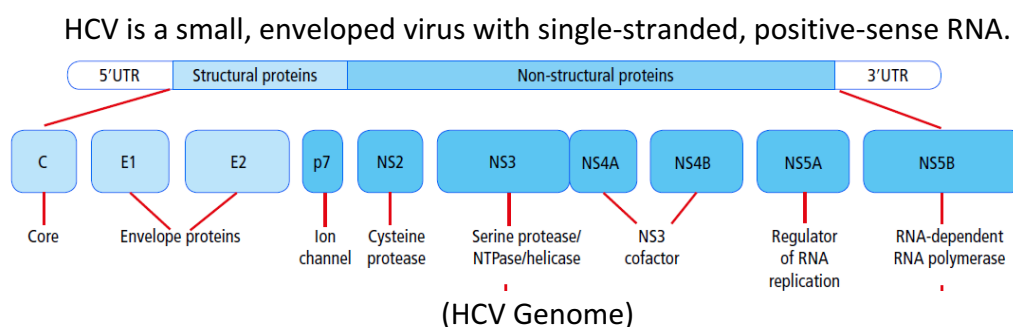 HCV is a small, enveloped virus with single-stranded, positive-sense RNA.
5'UTR Structural proteins Non-structural proteins 3'UTR
C E1 E2 p7 NS2 NS3 NS4A NS4B NS5A NS5B
Core Envelope proteins Ion Cysteine Serine protease/ NS3 Regulator RNA-dependent
channel protease NTPase/helicase cofactor of RNA RNA polymerase
replication
(HCV Genome)